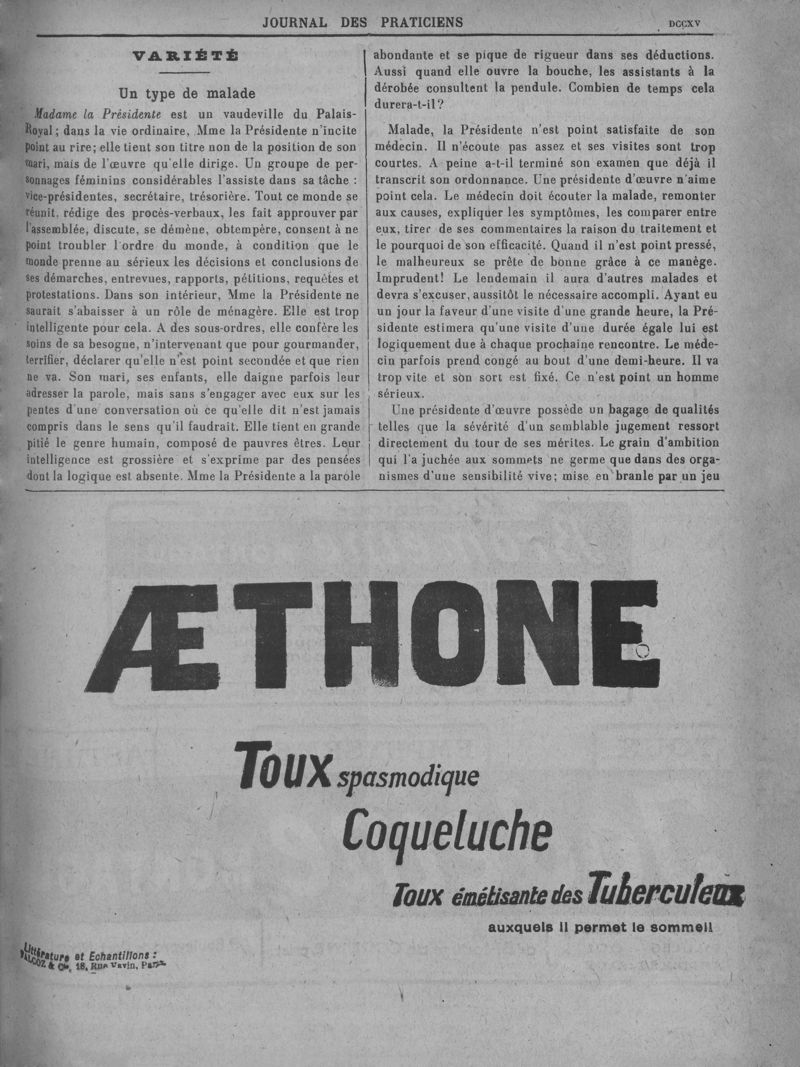 JOURNAL DES PRATICIENS
DCCXV
VARIÉTÉ
Un type de malade
Madame la Présidente est un vaudeville du Palais-
Royal ; dans la vie ordinaire, Mme la Présidente n'incite
point au rire; elle tient son titre non de la position de son
mari, mais de l'œuvre qu'elle dirige. Un groupe de per-
sonnages féminins considérables l'assiste dans sa tâche :
vice-présidentes, secrétaire, trésorière. Tout ce monde se
réunit, rédige des procès-verbaux, les fait approuver par
l'assemblée, discute, se démène, obtempère, consent à ne
point troubler l'ordre du monde, à condition que le
monde prenne au sérieux les décisions et conclusions de
ses démarches, entrevues, rapports, pétitions, requêtes et
protestations. Dans son intérieur, Mme la Présidente ne
saurait s'abaisser à un rôle de ménagère. Elle est trop
intelligente pour cela. A des sous-ordres, elle confère les
soins de sa besogne, n'intervenant que pour gourmander,
terrifier, déclarer qu'elle n'est point secondée et que rien
ne va. Son mari, ses enfants, elle daigne parfois leur
adresser la parole, mais sans s'engager avec eux sur les
pentes d'une conversation où ce qu'elle dit n'est jamais
compris dans le sens qu'il faudrait. Elle tient en grande
pitié le genre humain, composé de pauvres êtres. Leur
intelligence est grossière et s'exprime par des pensées
dont la logique est absente. Mme la Présidente a la parole
abondante et se pique de rigueur dans ses déductions.
Aussi quand elle ouvre la bouche, les assistants à la
dérobée consultent la pendule. Combien de temps cela
durera-t-il ?
Malade, la Présidente n'est point satisfaite de son
médecin. Il n'écoute pas assez et ses visites sont trop
courtes. A peine a-t-il terminé son examen que déjà il
transcrit son ordonnance. Une présidente d'œuvre n'aime
point cela. Le médecin doit écouter la malade, remonter
aux causes, expliquer les symptômes, les comparer entre
eux, tirer de ses commentaires la raison du traitement et
le pourquoi de son efficacité. Quand il n'est point pressé,
le malheureux se prête de bonne grâce à ce manège.
Imprudent! Le lendemain il aura d'autres malades et
devra s'excuser, aussitôt le nécessaire accompli. Ayant eu
un jour la faveur d'une visite d'une grande heure, la Pré-
sidente estimera qu'une visite d'une durée égale lui est
logiquement due à chaque prochaine rencontre. Le méde-
cin parfois prend congé au bout d'une demi-heure. Il va
trop vite et son sort est fixé. Ce n'est point un homme
sérieux.
Une présidente d'œuvre possède un bagage de qualités
telles que la sévérité d'un semblable jugement ressort
directement du tour de ses mérites. Le grain d'ambition
qui l'a juchée aux sommets ne germe que dans des orga-
nismes d'une sensibilité vive; mise en branle par un jeu
ÆTHONE
Toux spasmodique
Coqueluche
Toux émétisante des Tuberculeux
auxquels il permet le sommeil
Littérature et Echantillons :
FALCOZ & Cie, 18, Rue Vavin, Paris